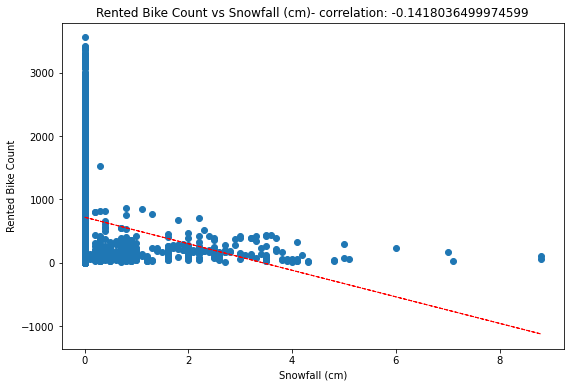 Rented Bike Count vs Snowfall (cm)- correlation: -0.1418036499974599
3000
2000
1000
0
−1000
Rented Bike Count
0 2 4 6 8
Snowfall (cm)